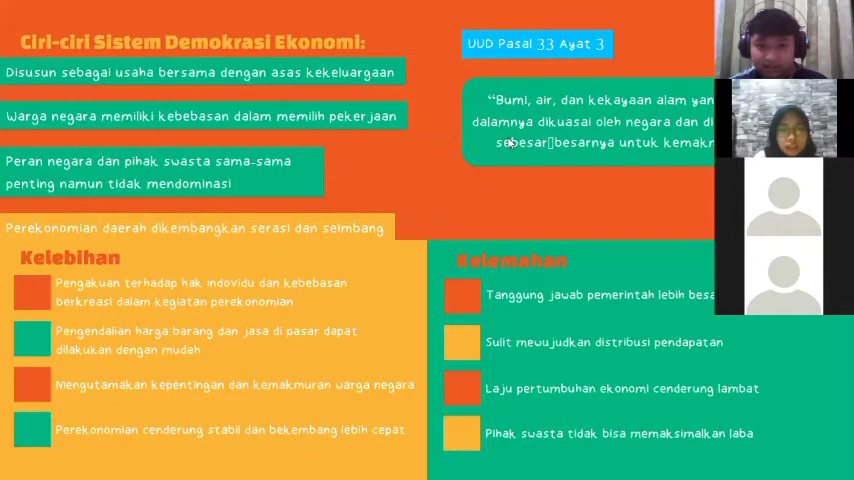 Ciri-ciri Sistem Demokrasi Ekonomi:
Disusun sebagai usaha bersama dengan asas kekeluargaan
Warga negara memiliki kebebasan dalam memilih pekerjaan
Peran negara dan pihak swasta sama-sama
penting namun tidak mendominasi
Perekonomian daerah dikembangkan serasi dan seimbang
UUD Pasal 33 Ayat 3
“Bumi, air, dan kekayaan alam yan
dalamnya dikuasai oleh negara dan di
sebesar▯besarnya untuk kemakm
Kelebihan
Pengakuan terhadap hak indovidu dan kebebasan
berkreasi dalam kegiatan perekonomian
Pengendalian harga barang dan jasa di pasar dapat
dilakukan dengan mudah
Mengutamakan kepentingan dan kemakmuran warga negara
Perekonomian cenderung stabil dan bekembang lebih cepat
Kelemahan
Tanggung jawab pemerintah lebih besa
Sulit mewujudkan distribusi pendapatan
Laju pertumbuhan ekonomi cenderung lambat
Pihak swasta tidak bisa memaksimalkan laba